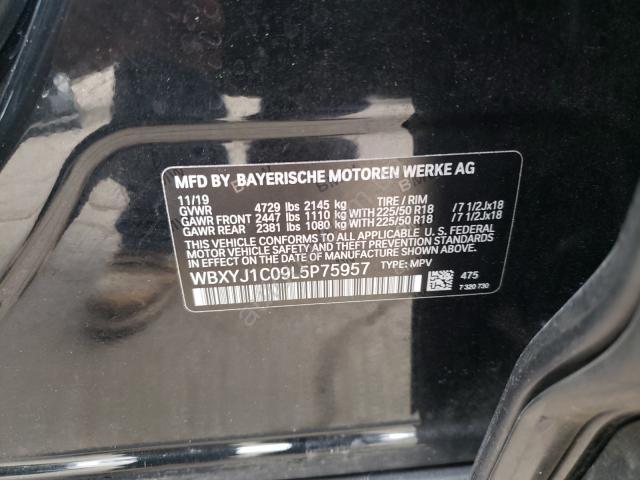 MFD BY BAYERISCHE MOTOREN WERKE AG
11/19
GVWR 4729 lbs 2145 kg TIRE / RIM
GAWR FRONT 2447 lbs 1110 kg WITH 225/50 R18 /7 1/2Jx18
GAWR REAR 2381 lbs 1080 kg WITH 225/50 R18 /7 1/2Jx18
THIS VEHICLE CONFORMS TO ALL APPLICABLE U. S. FEDERAL
MOTOR VEHICLE SAFETY, BUMPER, AND THEFT PREVENTION
STANDARDS IN EFFECT ON THE DATE OF MANUFACTURE SHOWN ABOVE.
WBXYJ1C09L5P75957 TYPE: MPV
475
7 320 730